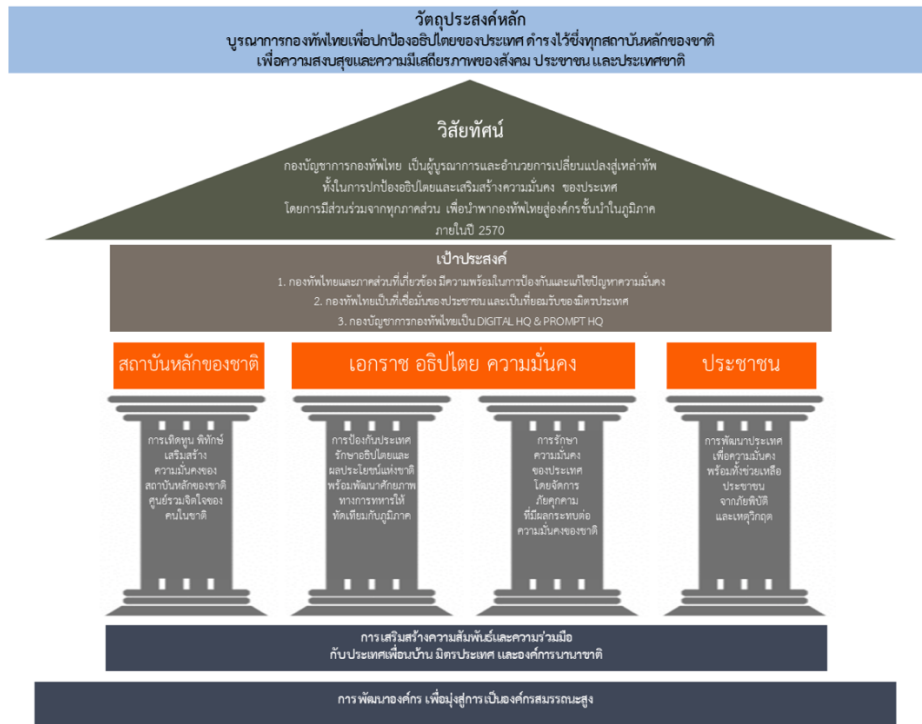 วัตถุประสงค์หลัก
บูรณาการกองทัพไทยเพื่อปกป้องอธิปไตยของประเทศ ดำรงไว้ซึ่งทุกสถาบันหลักของชาติ
เพื่อความสงบสุขและความมีเสถียรภาพของสังคม ประชาชน และประเทศชาติ
วิสัยทัศน์
กองบัญชาการกองทัพไทย เป็นผู้บูรณาการและอำนวยการเปลี่ยนแปลงสู่เหล่าทัพ
ทั้งในการปกป้องอธิปไตยและเสริมสร้างความมั่นคง ของประเทศ
โดยการมีส่วนร่วมจากทุกภาคส่วน เพื่อนำพากองทัพไทยสู่องค์กรชั้นนำในภูมิภาค
ภายในปี 2570
เป้าประสงค์
1. กองทัพไทยและภาคส่วนที่เกี่ยวข้อง มีความพร้อมในการป้องกันและแก้ไขปัญหาความมั่นคง
2. กองทัพไทยเป็นที่เชื่อมั่นของประชาชน และเป็นที่ยอมรับของมิตรประเทศ
3. กองบัญชาการกองทัพไทยเป็น DIGITAL HQ & PROMPT HQ
สถาบันหลักของชาติ
เอกราช อธิปไตย ความมั่นคง
ประชาชน
การเทิดทูน พิทักษ์
เสริมสร้าง
ความมั่นคงของ
สถาบันหลักของชาติ
ศูนย์รวมจิตใจของ
คนในชาติ
การป้องกันประเทศ
รักษาอธิปไตยและ
ผลประโยชน์แห่งชาติ
พร้อมพัฒนาศักยภาพ
ทางการทหารให้
ทัดเทียมกับภูมิภาค
การรักษา
ความมั่นคง
ของประเทศ
โดยจัดการ
ภัยคุกคาม
ที่มีผลกระทบต่อ
ความมั่นคงของชาติ
การพัฒนาประเทศ
เพื่อความมั่นคง
พร้อมทั้งช่วยเหลือ
ประชาชน
จากภัยพิบัติ
และเหตุวิกฤต
การเสริมสร้างความสัมพันธ์และความร่วมมือ
กับประเทศเพื่อนบ้าน มิตรประเทศ และองค์การนานาชาติ
การพัฒนาองค์กร เพื่อมุ่งสู่การเป็นองค์กรสมรรถนะสูง